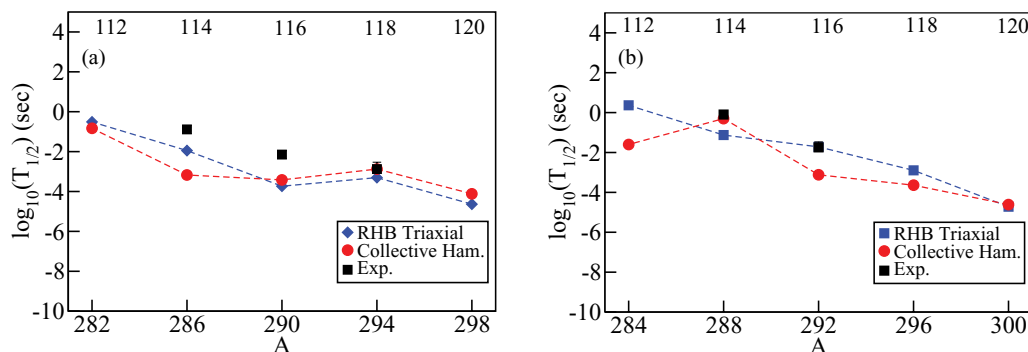 112 114 116 118 120
(a)
log10(T1/2) (sec)
4
2
0
-2
-4
-6
-8
-10
RHB Triaxial
Collective Ham.
Exp.
282 286 290 294 298
A
112 114 116 118 120
(b)
log10(T1/2) (sec)
4
2
0
-2
-4
-6
-8
-10
RHB Triaxial
Collective Ham.
Exp.
284 288 292 296 300
A